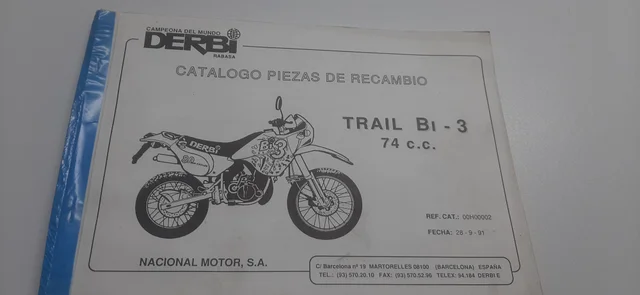 CAMPEONA DEL MUNDO
DERBi
RABASA
CATALOGO PIEZAS DE RECAMBIO
TRAIL BI - 3
74 c.c.
DERBI
REF. CAT.: 00H00002
FECHA: 28-9-91
NACIONAL MOTOR, S.A.
C/ Barcelona nº 19 MARTORELLES 08100 (BARCELONA) ESPAÑA
TEL.: (93) 570.20.10 FAX: (93) 570.52.96 TELEX: 94.184 DERBI E